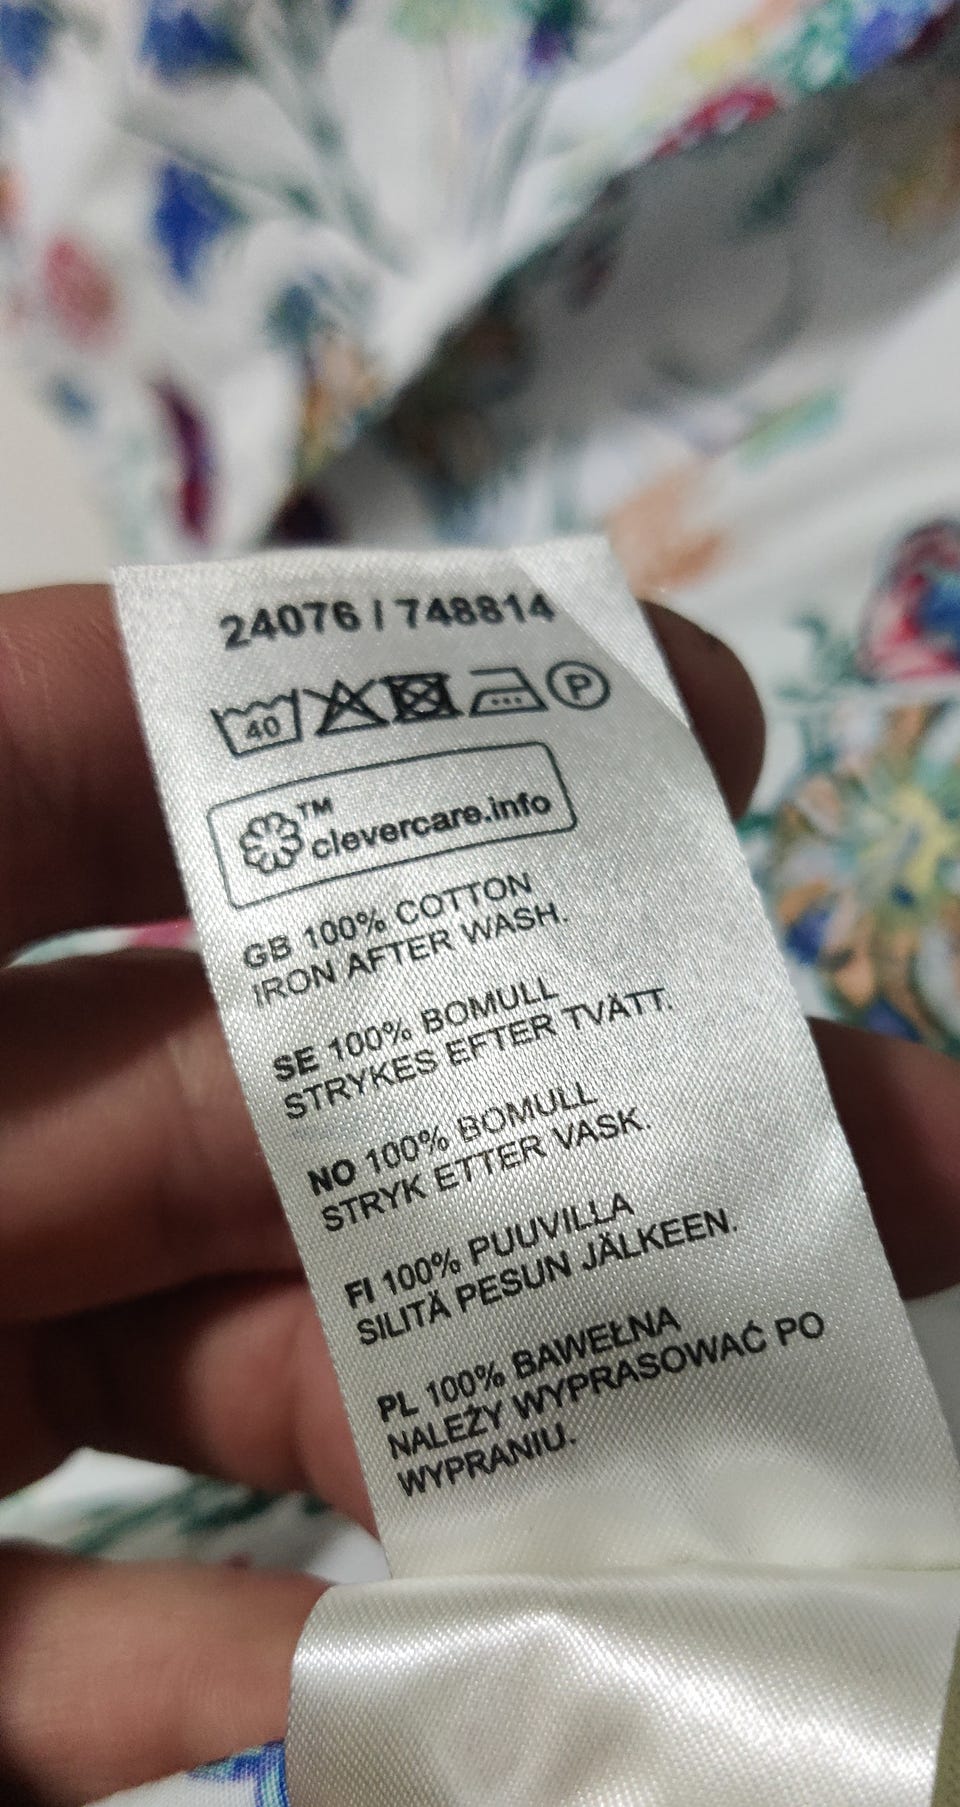 24076 / 748814
40 P
TM
clevercare.info
GB 100% COTTON
IRON AFTER WASH.
SE 100% BOMULL
STRYKES EFTER TVÄTT.
NO 100% BOMULL
STRYK ETTER VASK.
FI 100% PUUVILLA
SILITÄ PESUN JÄLKEEN.
PL 100% BAWEŁNA
NALEŻY WYPRASOWAĆ PO
WYPRANIU.